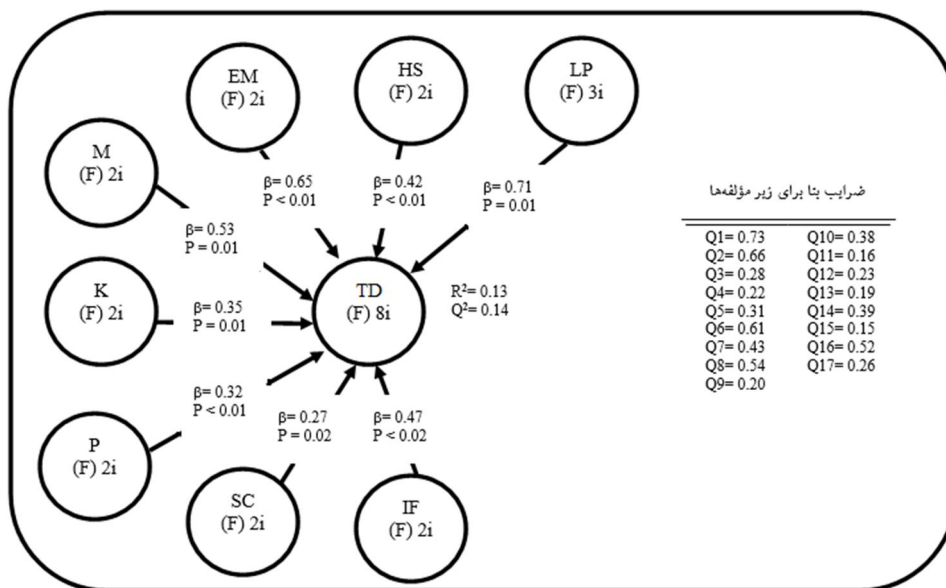 EM
(F) 2i
HS
(F) 2i
LP
(F) 3i
M
(F) 2i
β= 0.65
P < 0.01
β= 0.42
P < 0.01
β= 0.71
P = 0.01
β= 0.53
P = 0.01
K
(F) 2i
β= 0.35
P = 0.01
TD
(F) 8i
R²= 0.13
Q²= 0.14
P
(F) 2i
β= 0.32
P < 0.01
β= 0.27
P = 0.02
β= 0.47
P < 0.02
SC
(F) 2i
IF
(F) 2i
ضرایب بتا برای زیر مؤلفه‌ها
Q1= 0.73 Q10= 0.38
Q2= 0.66 Q11= 0.16
Q3= 0.28 Q12= 0.23
Q4= 0.22 Q13= 0.19
Q5= 0.31 Q14= 0.39
Q6= 0.61 Q15= 0.15
Q7= 0.43 Q16= 0.52
Q8= 0.54 Q17= 0.26
Q9= 0.20